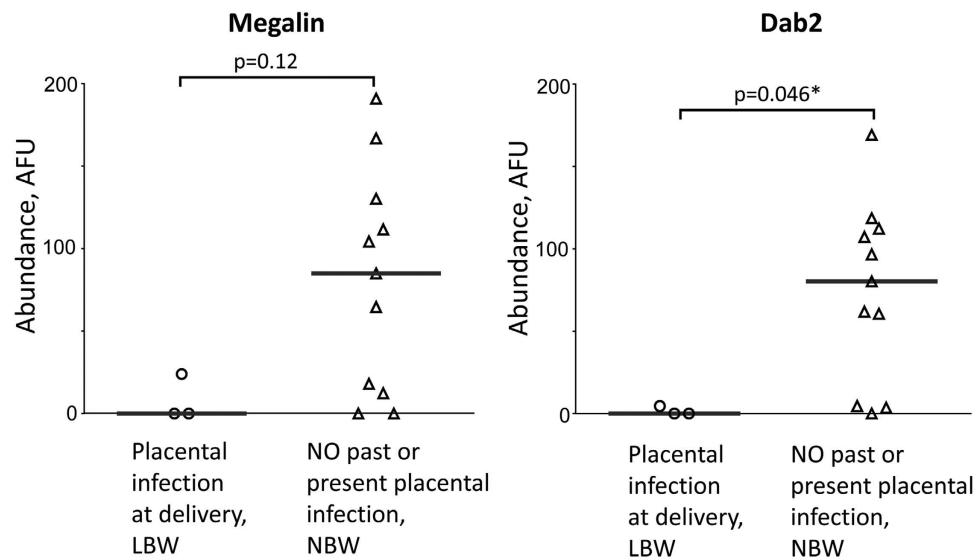 Megalin
p=0.12
200
100
0
Abundance, AFU
Placental
infection
at delivery,
LBW
NO past or
present placental
infection,
NBW
Dab2
p=0.046*
200
100
0
Abundance, AFU
Placental
infection
at delivery,
LBW
NO past or
present placental
infection,
NBW